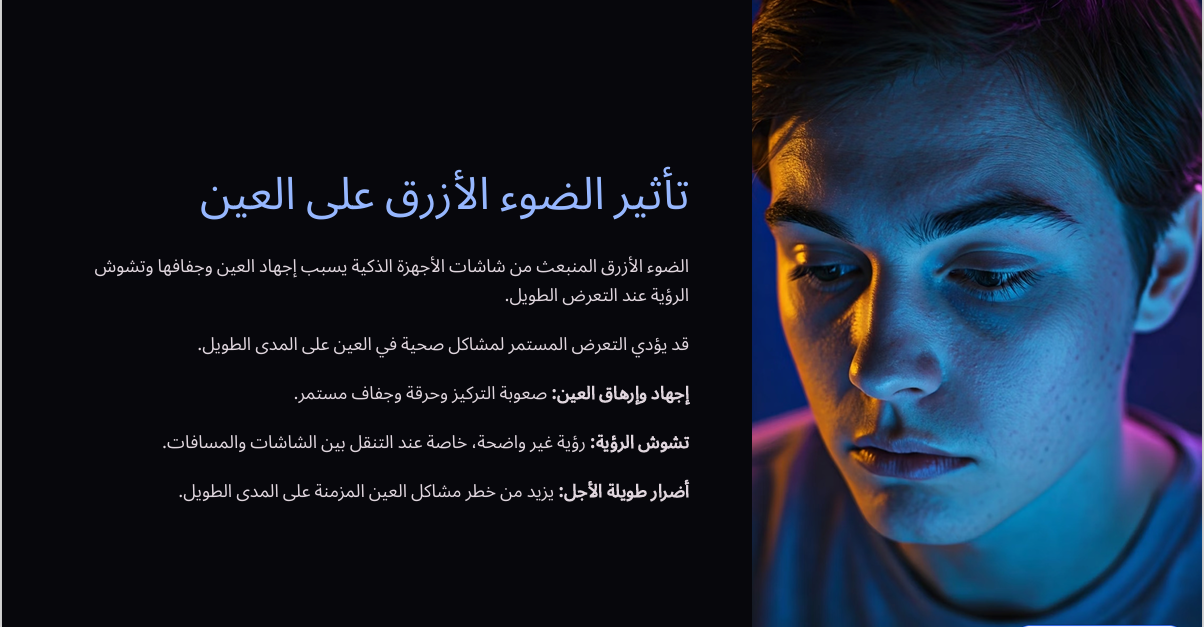 تأثير الضوء الأزرق على العين
الضوء الأزرق المنبعث من شاشات الأجهزة الذكية يسبب إجهاد العين وجفافها وتشوش
الرؤية عند التعرض الطويل.
قد يؤدي التعرض المستمر لمشاكل صحية في العين على المدى الطويل.
إجهاد وإرهاق العين: صعوبة التركيز وحرقة وجفاف مستمر.
تشوش الرؤية: رؤية غير واضحة، خاصة عند التنقل بين الشاشات والمسافات.
أضرار طويلة الأجل: يزيد من خطر مشاكل العين المزمنة على المدى الطويل.